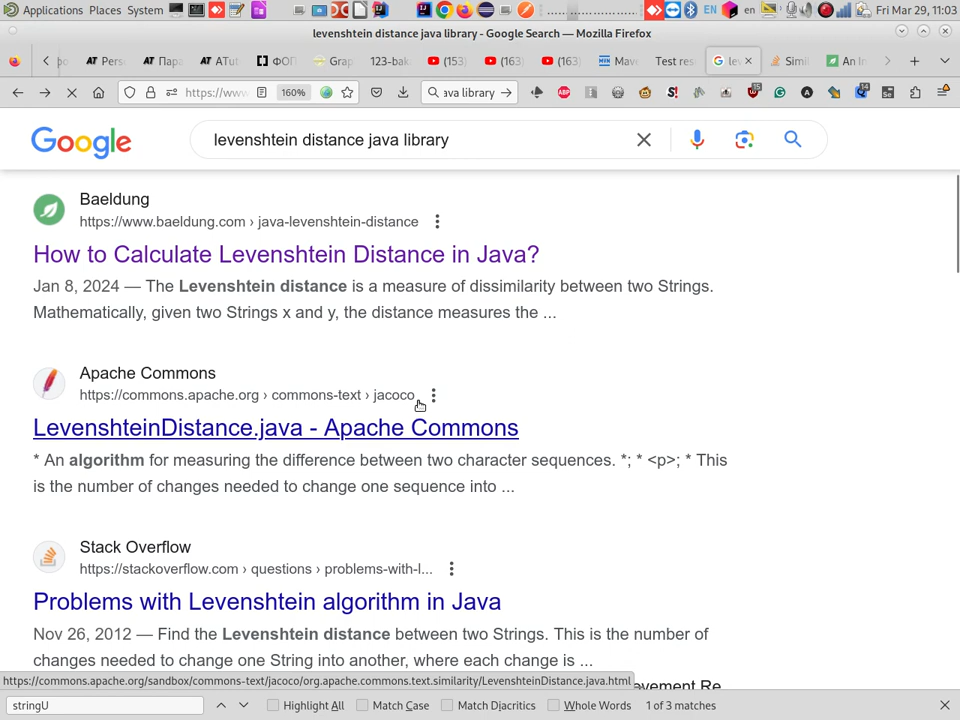 Applications Places System en Fri Mar 29, 11:03
levenshtein distance java library - Google Search — Mozilla Firefox
Pers Пара ATut ФОП Grap 123-bak (153) (163) (163) Mave Test res lev Simil An In
https://www. 160% ava library
Google levenshtein distance java library
Baeldung
https://www.baeldung.com › java-levenshtein-distance
How to Calculate Levenshtein Distance in Java?
Jan 8, 2024 — The Levenshtein distance is a measure of dissimilarity between two Strings.
Mathematically, given two Strings x and y, the distance measures the ...
Apache Commons
https://commons.apache.org › commons-text › jacoco
LevenshteinDistance.java - Apache Commons
* An algorithm for measuring the difference between two character sequences. *; * <p>; * This
is the number of changes needed to change one sequence into ...
Stack Overflow
https://stackoverflow.com › questions › problems-with-l...
Problems with Levenshtein algorithm in Java
Nov 26, 2012 — Find the Levenshtein distance between two Strings. This is the number of
changes needed to change one String into another, where each change is ...
https://commons.apache.org/sandbox/commons-text/jacoco/org.apache.commons.text.similarity/LevenshteinDistance.java.html
stringU Highlight All Match Case Match Diacritics Whole Words 1 of 3 matches